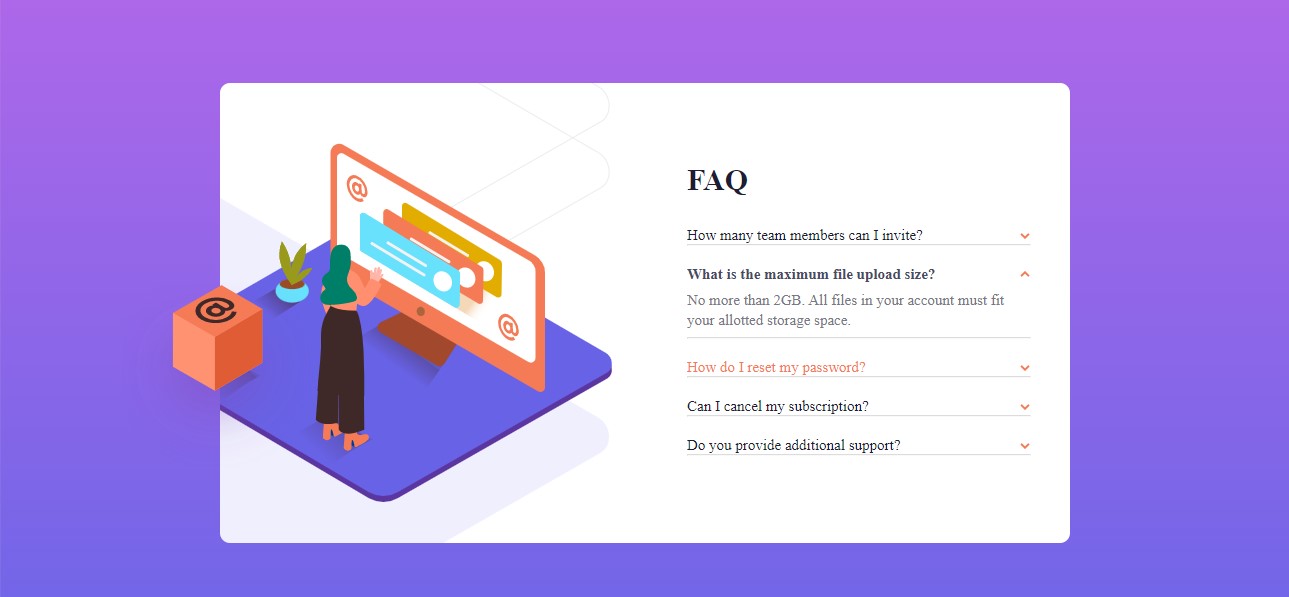 FAQ
How many team members can I invite?
What is the maximum file upload size?
No more than 2GB. All files in your account must fit
your allotted storage space.
How do I reset my password?
Can I cancel my subscription?
Do you provide additional support?
@
@
@